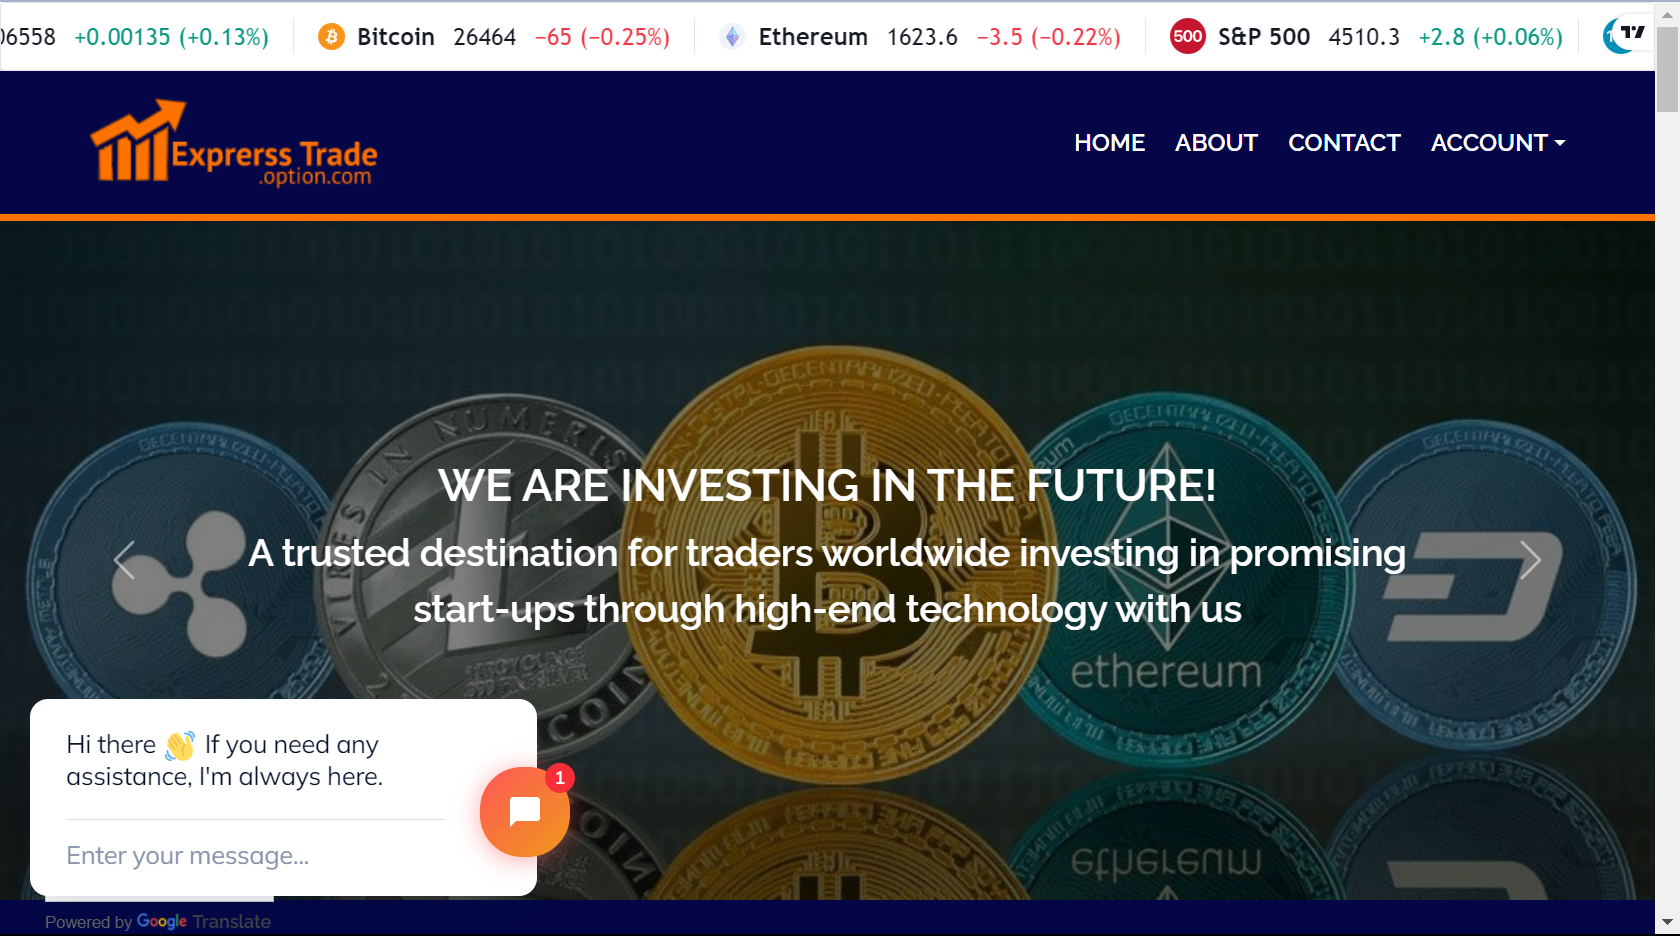 06558 +0.00135 (+0.13%) Bitcoin 26464 −65 (−0.25%) Ethereum 1623.6 −3.5 (−0.22%) 500 S&P 500 4510.3 +2.8 (+0.06%)
Exprerss Trade
.option.com
HOME ABOUT CONTACT ACCOUNT
WE ARE INVESTING IN THE FUTURE!
A trusted destination for traders worldwide investing in promising
start-ups through high-end technology with us
ethereum
Hi there 👋 If you need any
assistance, I'm always here.
1
Enter your message...
Powered by Google Translate